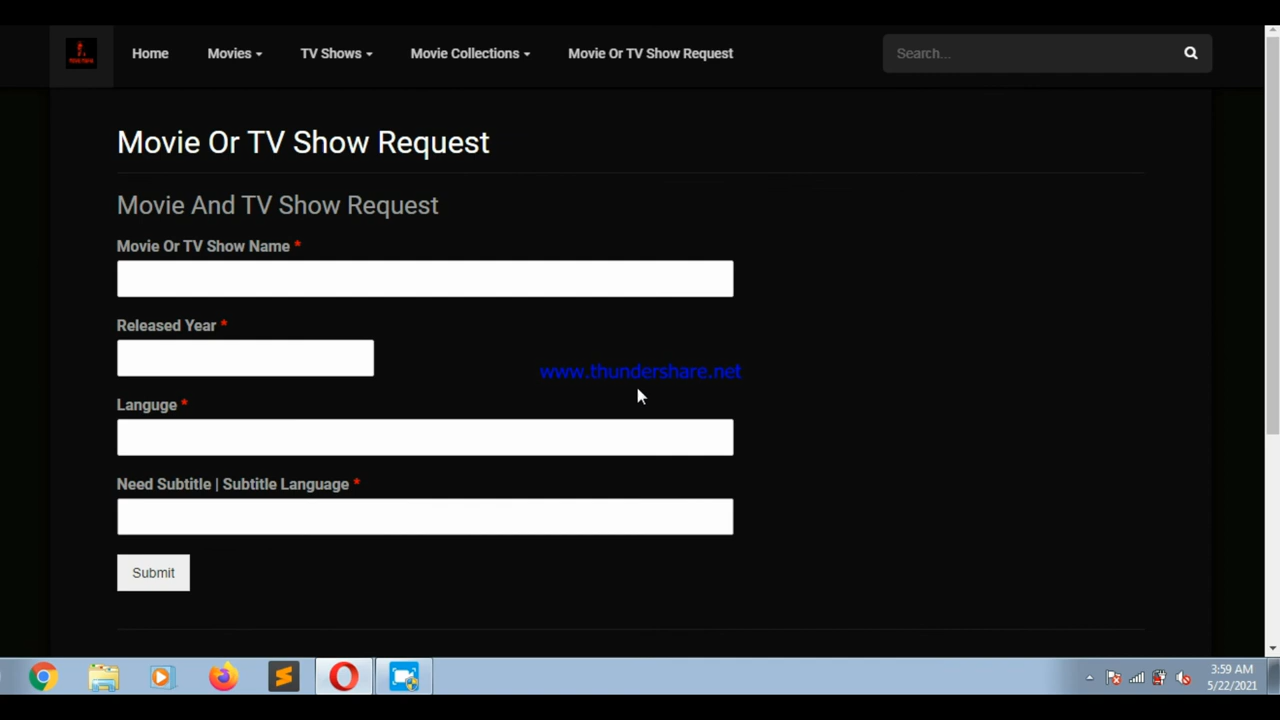 Home Movies TV Shows Movie Collections Movie Or TV Show Request Search...
Movie Or TV Show Request
Movie And TV Show Request
Movie Or TV Show Name *
Released Year *
www.thundershare.net
Languge *
Need Subtitle | Subtitle Language *
Submit
3:59 AM
5/22/2021